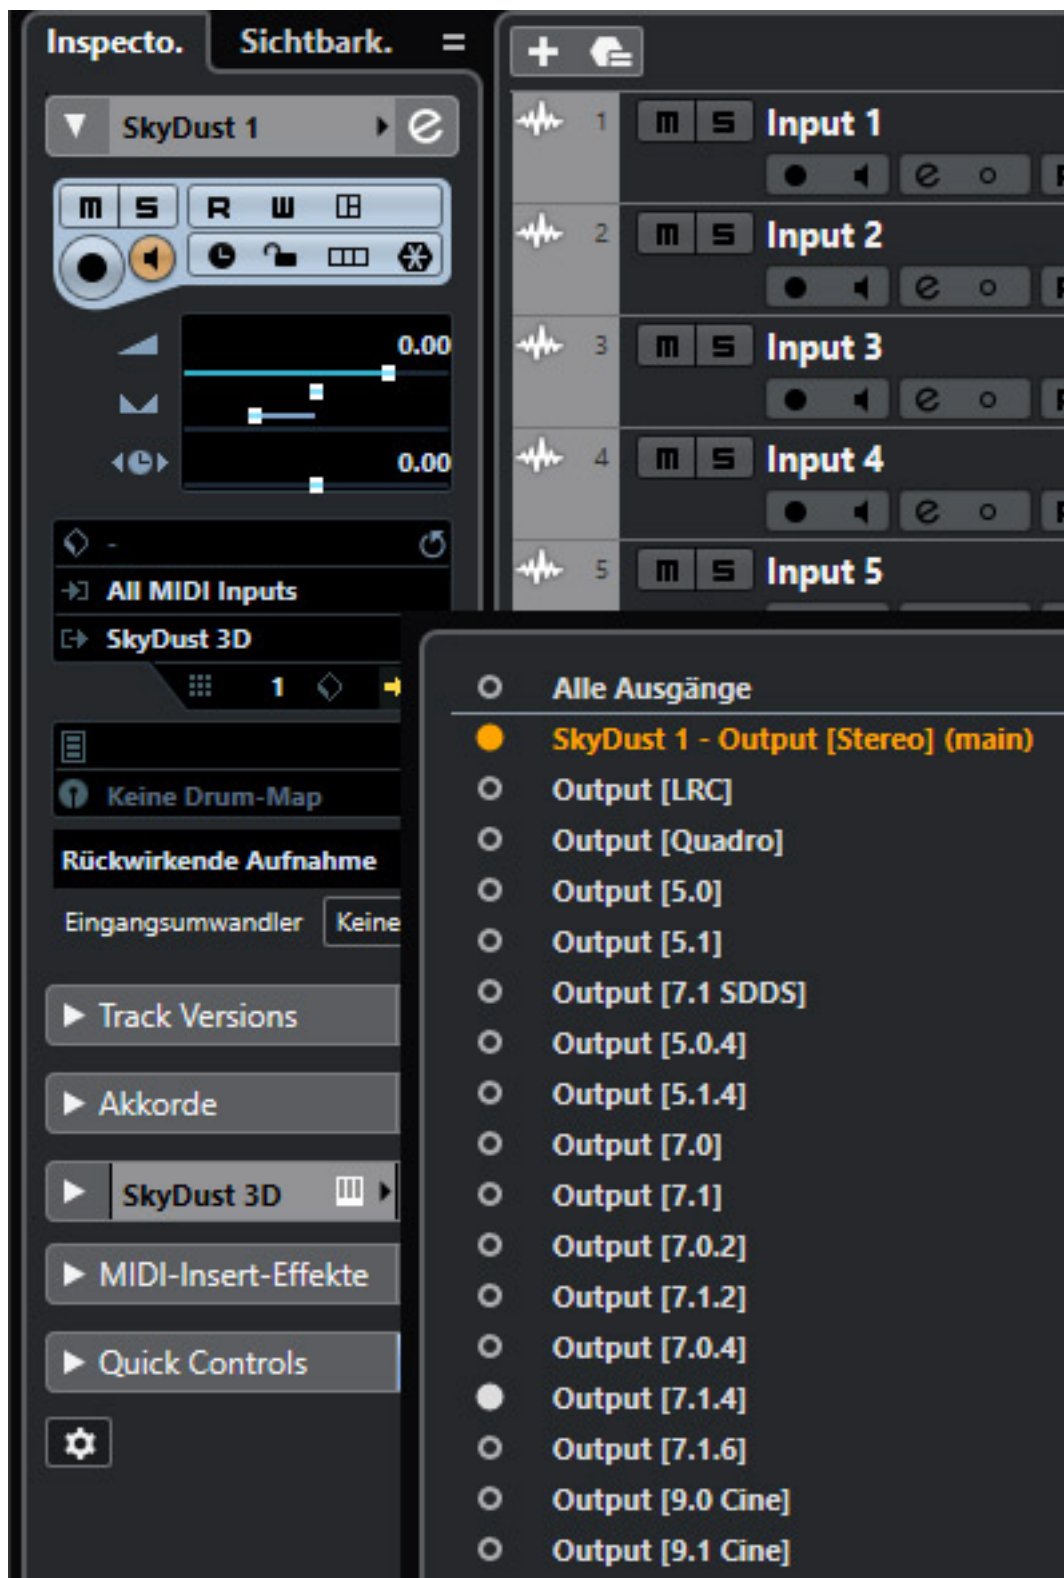 Inspecto. Sichtbark.
SkyDust 1
M S R W
0.00
0.00
-
All MIDI Inputs
SkyDust 3D
1
Keine Drum-Map
Rückwirkende Aufnahme
Eingangsumwandler Keine
Track Versions
Akkorde
SkyDust 3D
MIDI-Insert-Effekte
Quick Controls
1 M S Input 1
2 M S Input 2
3 M S Input 3
4 M S Input 4
5 M S Input 5
Alle Ausgänge
SkyDust 1 - Output [Stereo] (main)
Output [LRC]
Output [Quadro]
Output [5.0]
Output [5.1]
Output [7.1 SDDS]
Output [5.0.4]
Output [5.1.4]
Output [7.0]
Output [7.1]
Output [7.0.2]
Output [7.1.2]
Output [7.0.4]
Output [7.1.4]
Output [7.1.6]
Output [9.0 Cine]
Output [9.1 Cine]